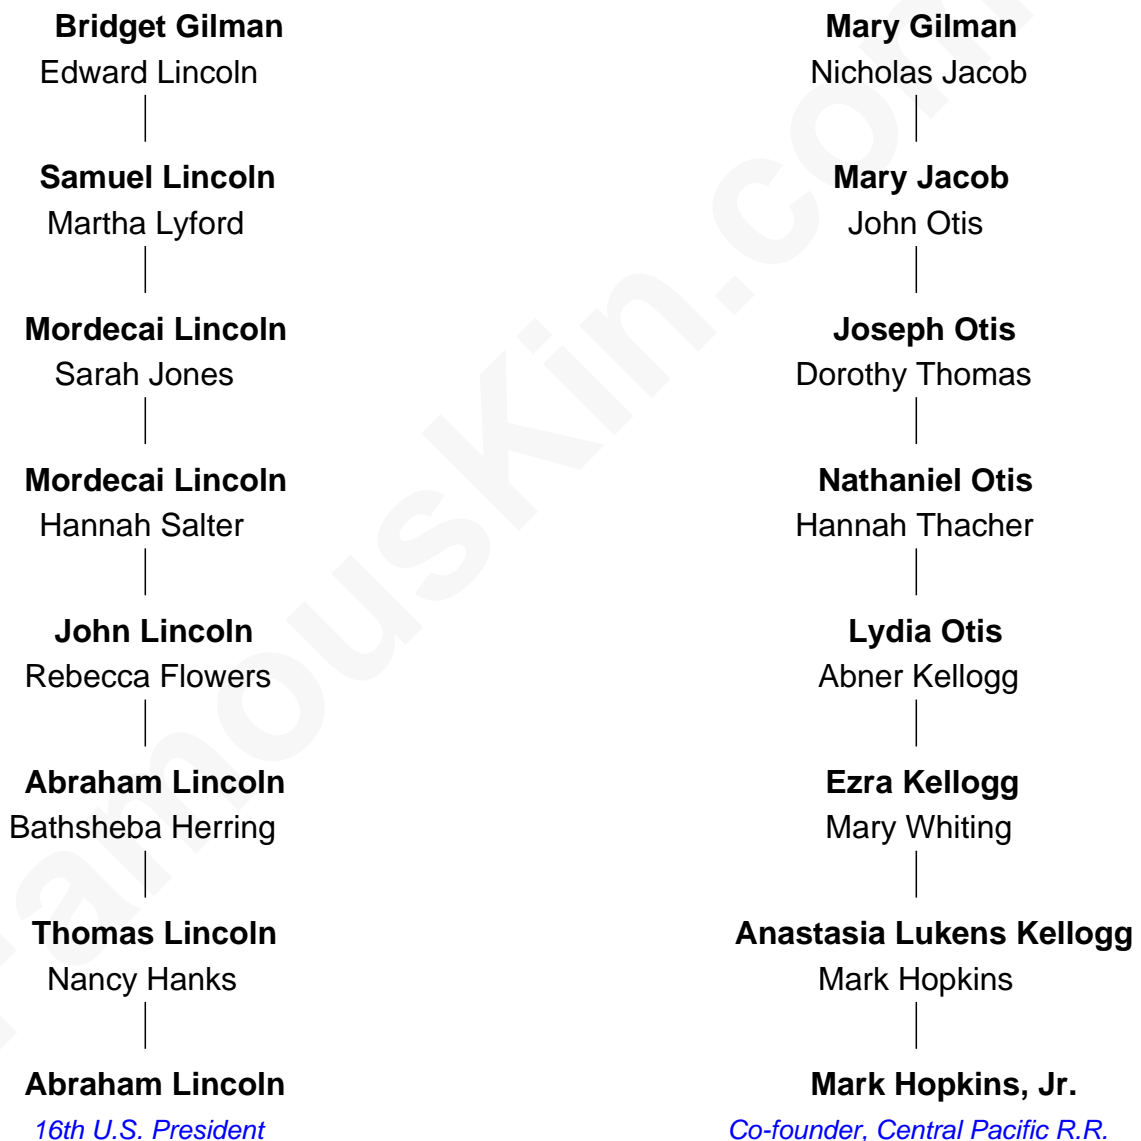 Bridget Gilman
Edward Lincoln
Samuel Lincoln
Martha Lyford
Mordecai Lincoln
Sarah Jones
Mordecai Lincoln
Hannah Salter
John Lincoln
Rebecca Flowers
Abraham Lincoln
Bathsheba Herring
Thomas Lincoln
Nancy Hanks
Abraham Lincoln
16th U.S. President
Mary Gilman
Nicholas Jacob
Mary Jacob
John Otis
Joseph Otis
Dorothy Thomas
Nathaniel Otis
Hannah Thacher
Lydia Otis
Abner Kellogg
Ezra Kellogg
Mary Whiting
Anastasia Lukens Kellogg
Mark Hopkins
Mark Hopkins, Jr.
Co-founder, Central Pacific R.R.
FamousKin.com